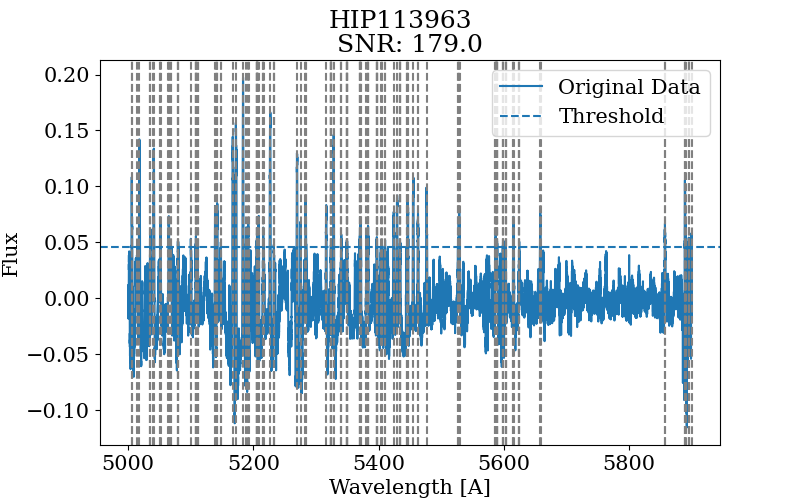 HIP113963
SNR: 179.0
Original Data
Threshold
0.20
0.15
0.10
0.05
0.00
−0.05
−0.10
Flux
5000 5200 5400 5600 5800
Wavelength [A]